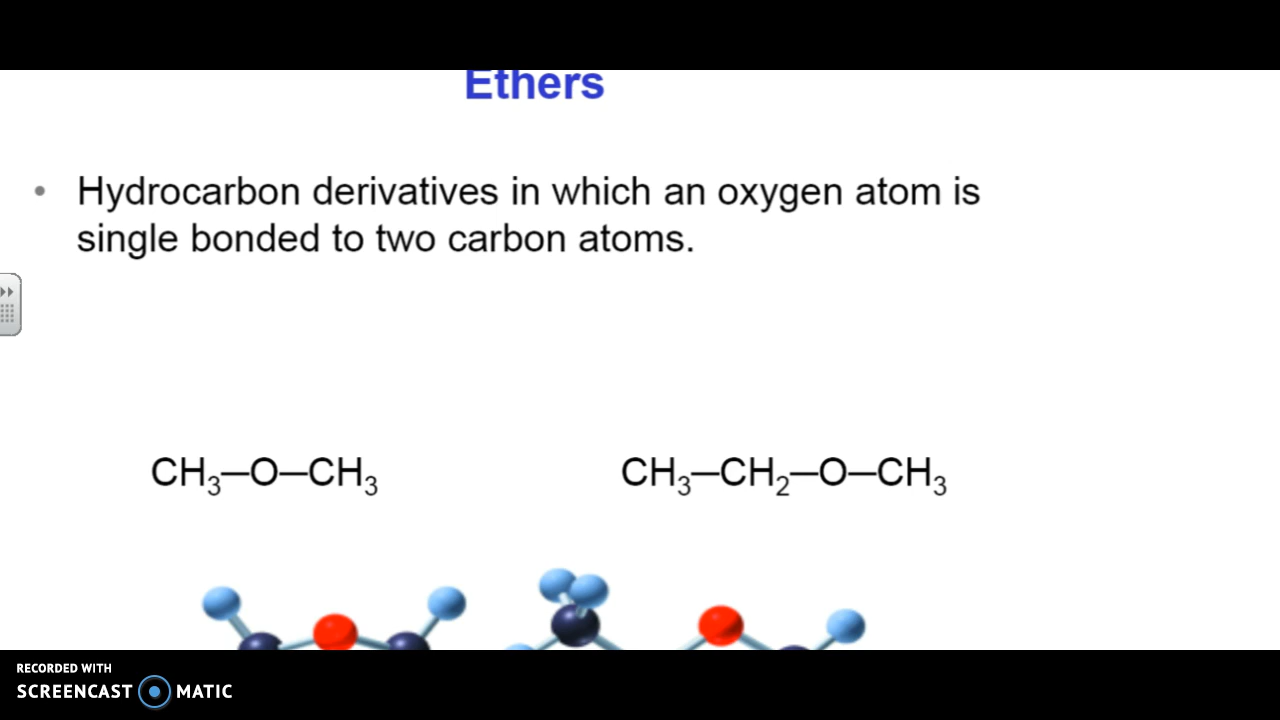 Ethers
• Hydrocarbon derivatives in which an oxygen atom is
single bonded to two carbon atoms.
CH₃—O—CH₃
CH₃—CH₂—O—CH₃
RECORDED WITH
SCREENCAST MATIC